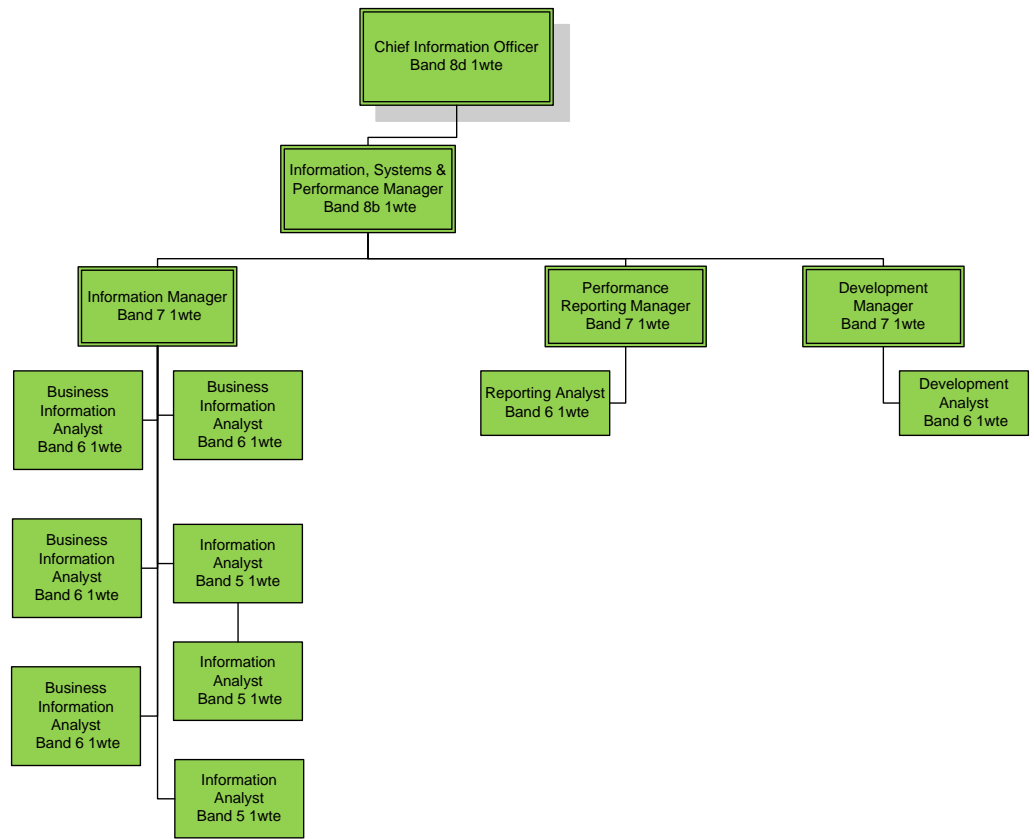 Chief Information Officer
Band 8d 1wte
Information, Systems &
Performance Manager
Band 8b 1wte
Information Manager
Band 7 1wte
Performance
Reporting Manager
Band 7 1wte
Development
Manager
Band 7 1wte
Business
Information
Analyst
Band 6 1wte
Business
Information
Analyst
Band 6 1wte
Reporting Analyst
Band 6 1wte
Development
Analyst
Band 6 1wte
Business
Information
Analyst
Band 6 1wte
Information
Analyst
Band 5 1wte
Information
Analyst
Band 5 1wte
Business
Information
Analyst
Band 6 1wte
Information
Analyst
Band 5 1wte